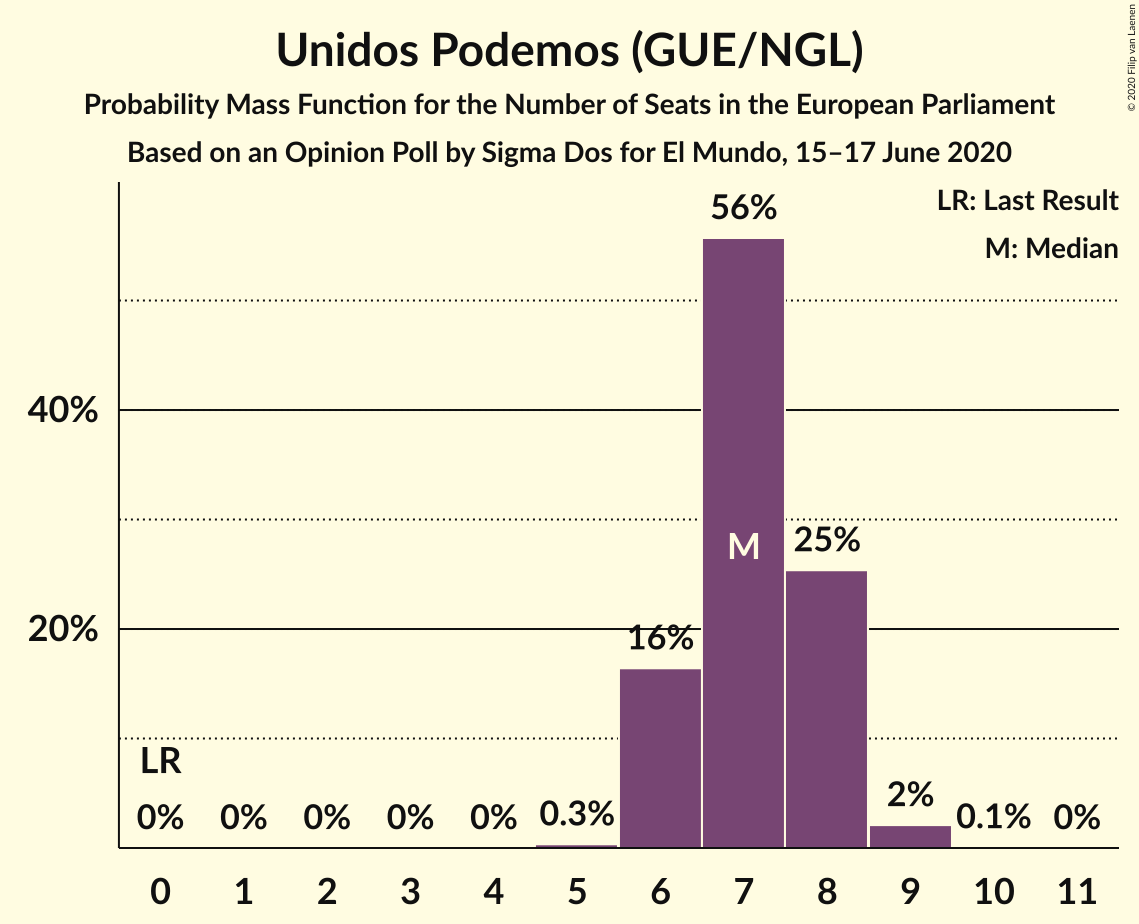 Unidos Podemos (GUE/NGL)
Probability Mass Function for the Number of Seats in the European Parliament
Based on an Opinion Poll by Sigma Dos for El Mundo, 15–17 June 2020
© 2020 Filip van Laenen
LR: Last Result
M: Median
56%
40%
M
25%
20%
16%
LR
0% 0% 0% 0% 0% 0.3% 2% 0.1% 0%
0 1 2 3 4 5 6 7 8 9 10 11